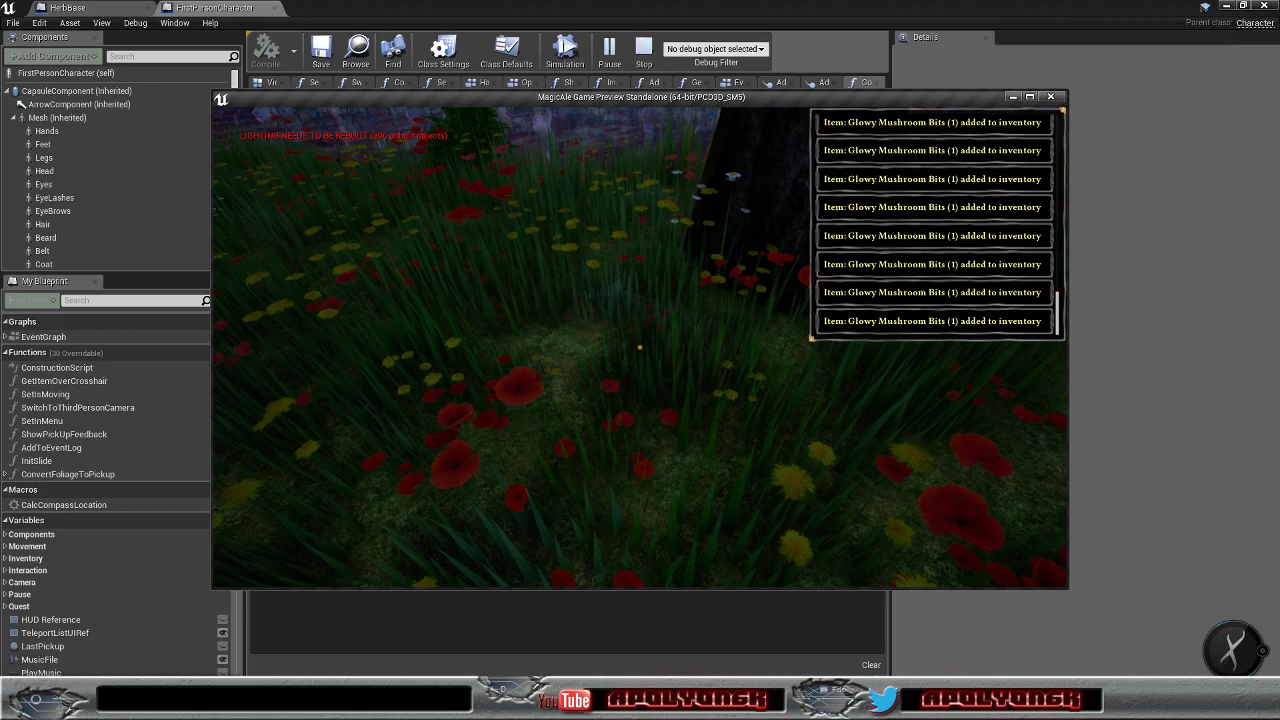 HerbBase
FirstPersonCharacter
File Edit Asset View Debug Window Help
Parent class: Character
Components
Details
+Add Component
Search
Compile
Save
Browse
Find
Class Settings
Class Defaults
Simulation
Pause
Stop
No debug object selected
Debug Filter
FirstPersonCharacter (self)
CapsuleComponent (Inherited)
ArrowComponent (Inherited)
Mesh (Inherited)
Hands
Feet
Legs
Head
Eyes
EyeLashes
EyeBrows
Hair
Beard
Belt
Coat
My Blueprint
Search
Graphs
EventGraph
Functions (30 Overridable)
ConstructionScript
GetItemOverCrosshair
SetIsMoving
SwitchToThirdPersonCamera
SetInMenu
ShowPickUpFeedback
AddToEventLog
InitSlide
ConvertFoliageToPickup
Macros
CalcCompassLocation
Variables
Components
Movement
Inventory
Interaction
Camera
Pause
Quest
HUD Reference
TeleportListUIRef
LastPickup
MusicFile
PlayMusic
MagicAle Game Preview Standalone (64-bit/PCD3D_SM5)
Item: Glowy Mushroom Bits (1) added to inventory
Item: Glowy Mushroom Bits (1) added to inventory
Item: Glowy Mushroom Bits (1) added to inventory
Item: Glowy Mushroom Bits (1) added to inventory
Item: Glowy Mushroom Bits (1) added to inventory
Item: Glowy Mushroom Bits (1) added to inventory
Item: Glowy Mushroom Bits (1) added to inventory
Item: Glowy Mushroom Bits (1) added to inventory
Clear
YouTube
APOLYONGK
APOLYONGK